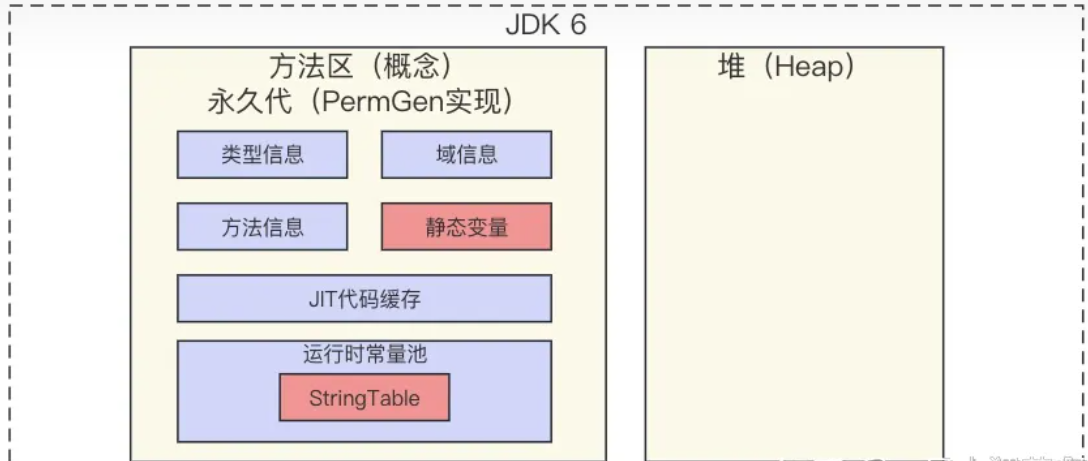 JDK 6
方法区（概念）
永久代（PermGen实现）
堆（Heap）
类型信息
域信息
方法信息
静态变量
JIT代码缓存
运行时常量池
StringTable